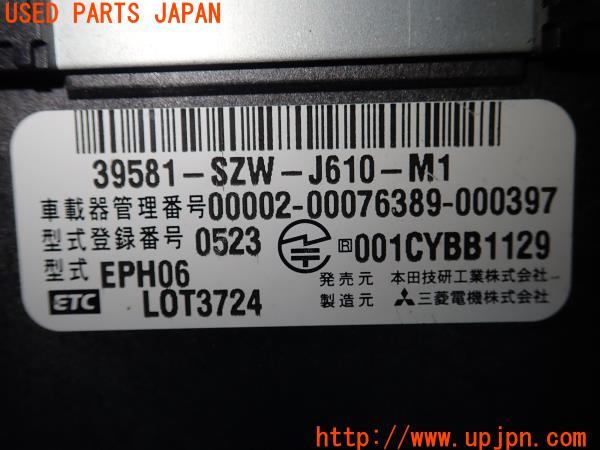 USED PARTS JAPAN
39581-SZW-J610-M1
車載器管理番号00002-00076389-000397
型式登録番号 0523 R 001CYBB1129
型式 EPH06 発売元 本田技研工業株式会社
ETC LOT3724 製造元 三菱電機株式会社
UPJ
http://www.upjpn.com